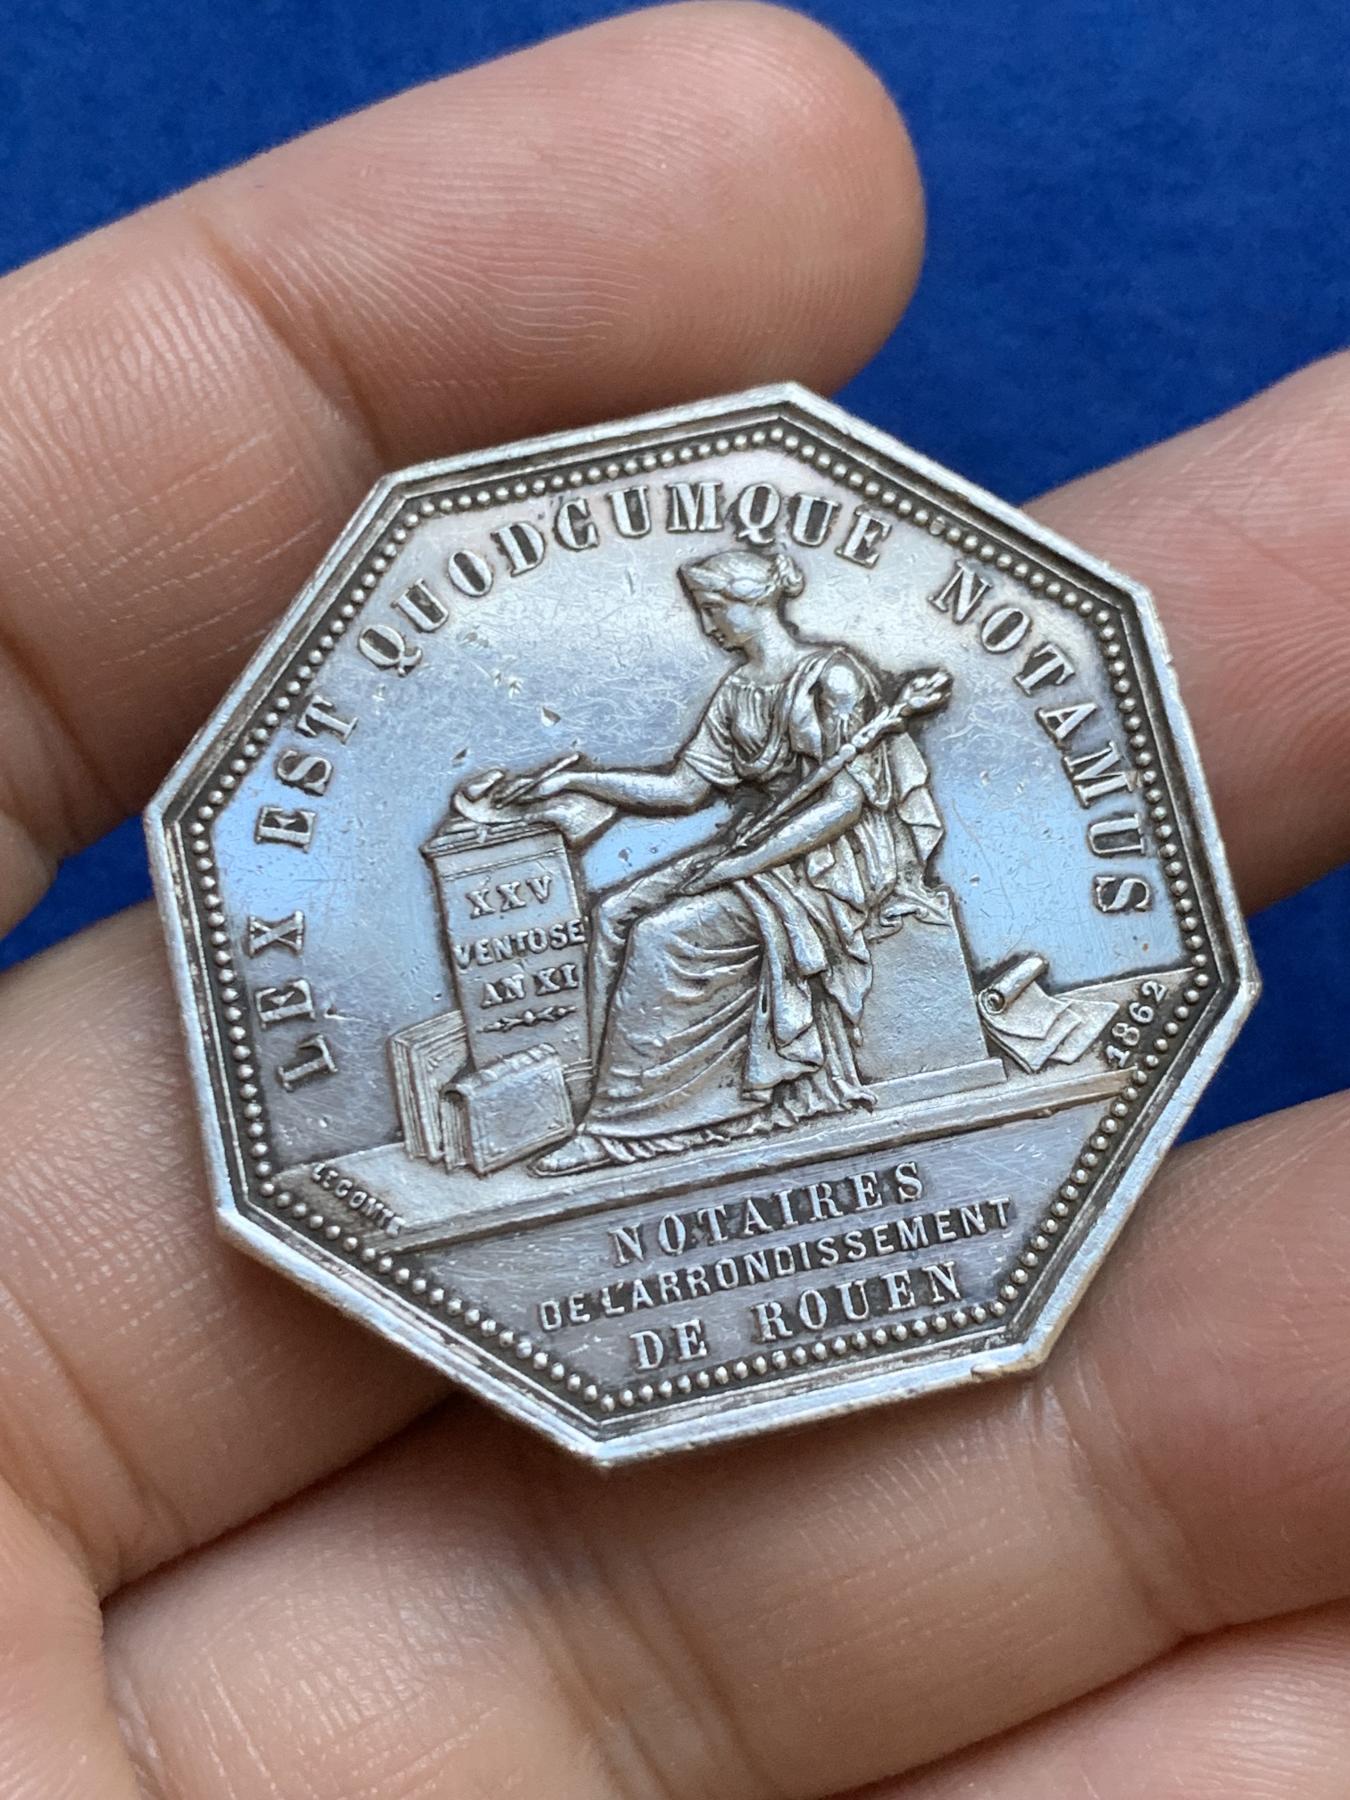 LEX EST QUODCUMQUE NOTAMUS
XXV
VENTOSE
AN XI
1862
LECOMTE
NOTAIRES
DE L'ARRONDISSEMENT
DE ROUEN